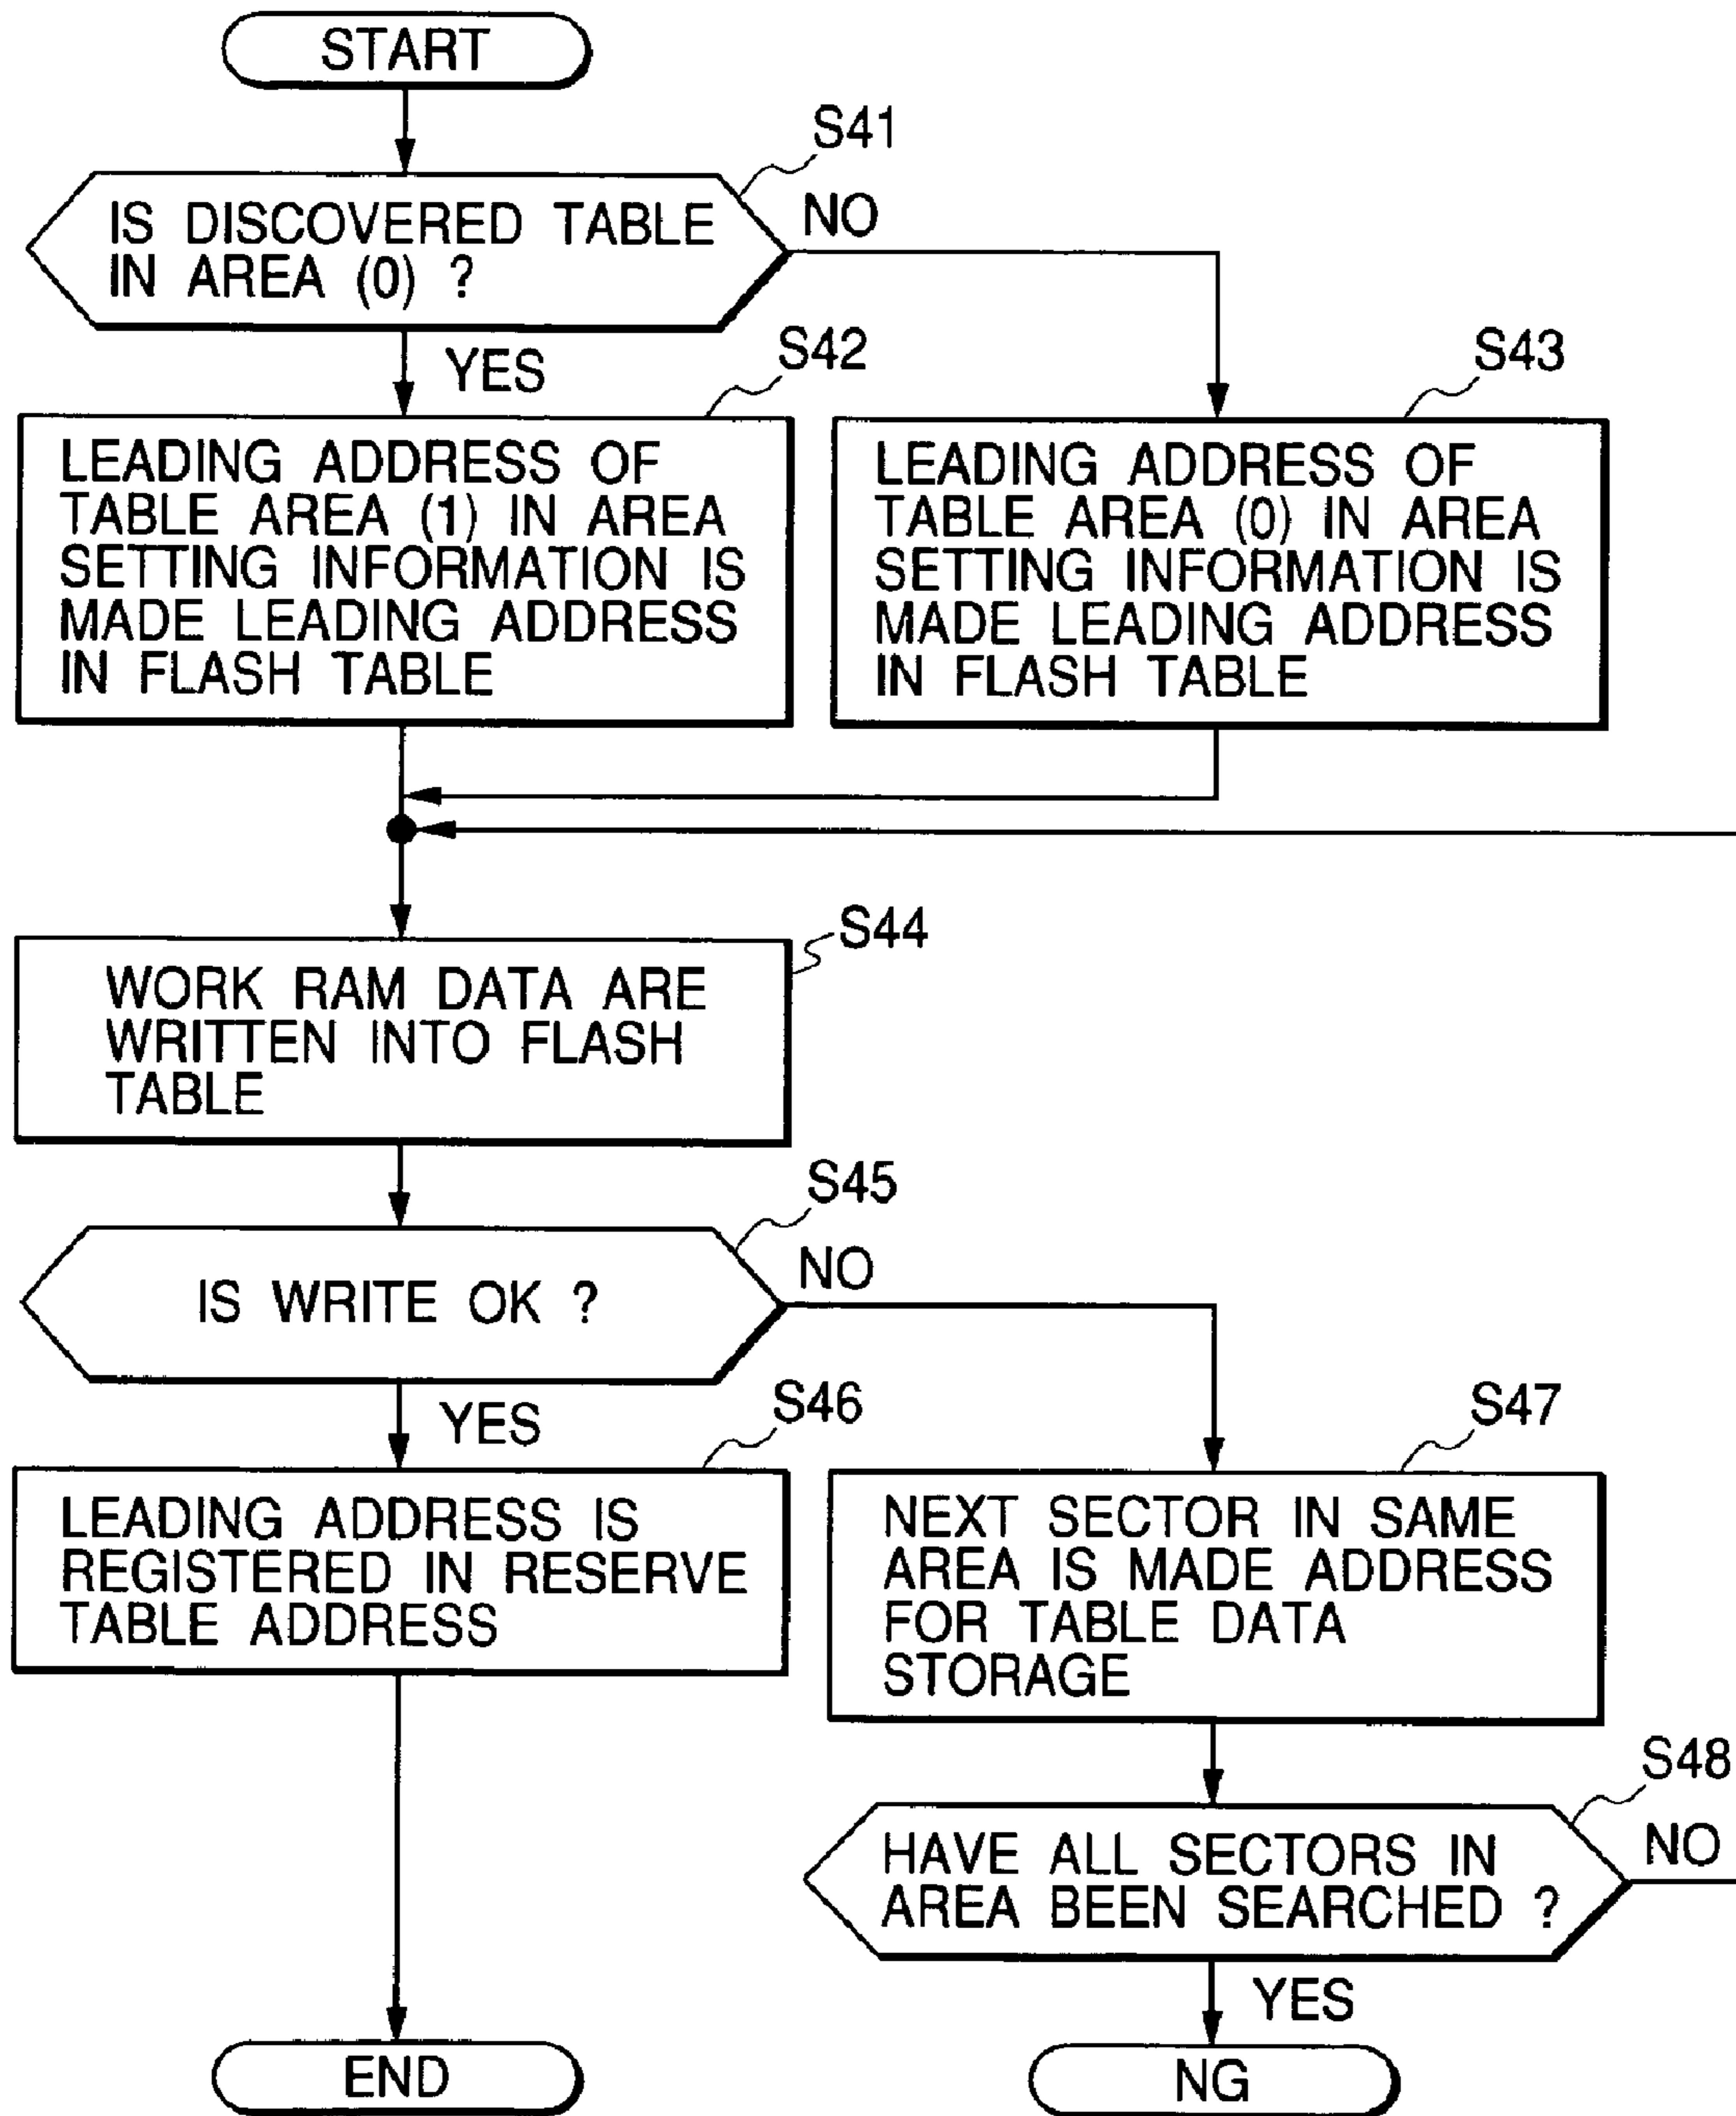 START
S41
IS DISCOVERED TABLE
IN AREA (0) ?
NO
YES
S42
LEADING ADDRESS OF
TABLE AREA (1) IN AREA
SETTING INFORMATION IS
MADE LEADING ADDRESS
IN FLASH TABLE
S43
LEADING ADDRESS OF
TABLE AREA (0) IN AREA
SETTING INFORMATION IS
MADE LEADING ADDRESS
IN FLASH TABLE
S44
WORK RAM DATA ARE
WRITTEN INTO FLASH
TABLE
S45
IS WRITE OK ?
NO
YES
S46
LEADING ADDRESS IS
REGISTERED IN RESERVE
TABLE ADDRESS
S47
NEXT SECTOR IN SAME
AREA IS MADE ADDRESS
FOR TABLE DATA
STORAGE
S48
HAVE ALL SECTORS IN
AREA BEEN SEARCHED ?
NO
YES
END
NG